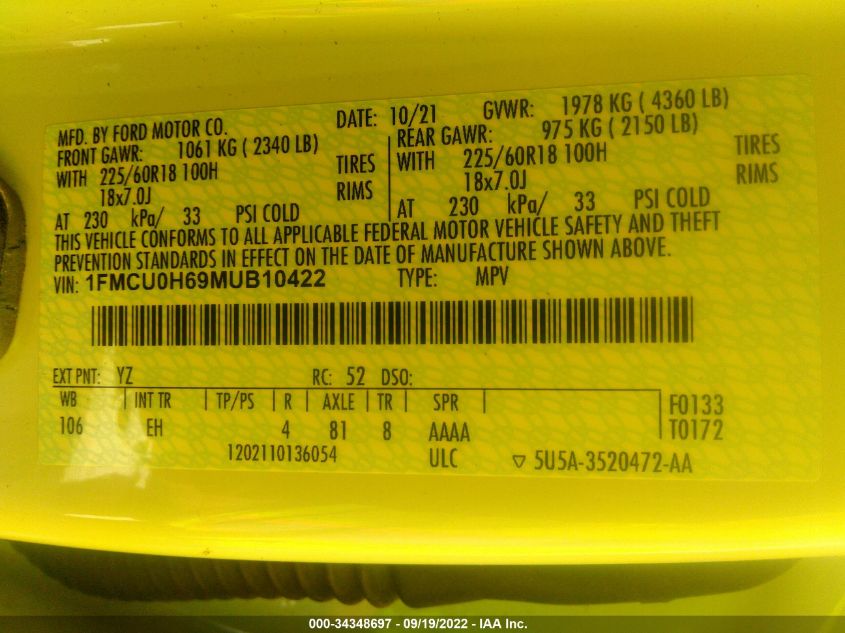 MFD. BY FORD MOTOR CO.
DATE: 10/21 GVWR: 1978 KG ( 4360 LB)
FRONT GAWR: 1061 KG ( 2340 LB)
WITH 225/60R18 100H TIRES
18x7.0J RIMS
AT 230 kPa/ 33 PSI COLD
REAR GAWR: 975 KG ( 2150 LB)
WITH 225/60R18 100H TIRES
18x7.0J RIMS
AT 230 kPa/ 33 PSI COLD
THIS VEHICLE CONFORMS TO ALL APPLICABLE FEDERAL MOTOR VEHICLE SAFETY AND THEFT
PREVENTION STANDARDS IN EFFECT ON THE DATE OF MANUFACTURE SHOWN ABOVE.
VIN: 1FMCU0H69MUB10422 TYPE: MPV
EXT PNT: YZ RC: 52 DSO:
WB INT TR TP/PS R AXLE TR SPR F0133
106 EH 4 81 8 AAAA T0172
1202110136054 ULC ▽ 5U5A-3520472-AA
000-34348697 - 09/19/2022 - IAA Inc.